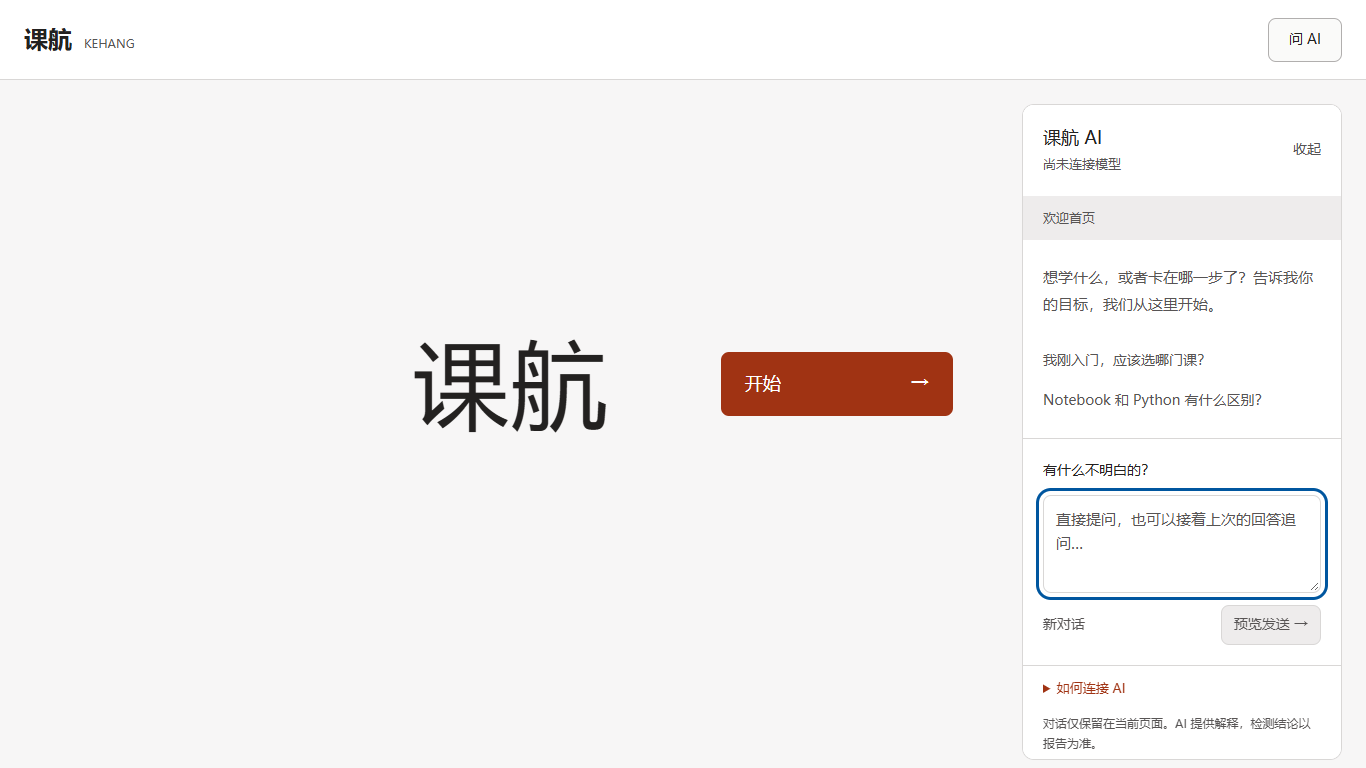 课航 KEHANG
问 AI
课航
开始 →
课航 AI
尚未连接模型
收起
欢迎首页
想学什么，或者卡在哪一步了？告诉我你
的目标，我们从这里开始。
我刚入门，应该选哪门课？
Notebook 和 Python 有什么区别？
有什么不明白的？
直接提问，也可以接着上次的回答追
问...
新对话
预览发送 →
▶ 如何连接 AI
对话仅保留在当前页面。AI 提供解释，检测结论以
报告为准。